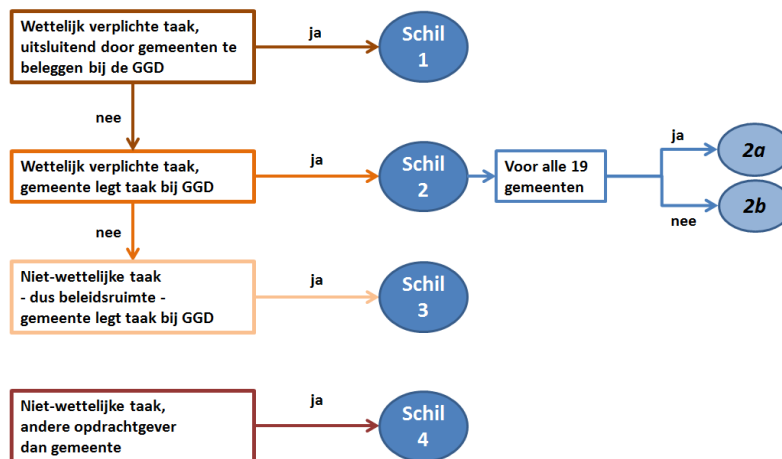 Wettelijk verplichte taak,
uitsluitend door gemeenten te
beleggen bij de GGD
ja
Schil
1
nee
Wettelijk verplichte taak,
gemeente legt taak bij GGD
ja
Schil
2
Voor alle 19
gemeenten
ja
2a
nee
2b
nee
Niet-wettelijke taak
- dus beleidsruimte -
gemeente legt taak bij GGD
ja
Schil
3
Niet-wettelijke taak,
andere opdrachtgever
dan gemeente
ja
Schil
4